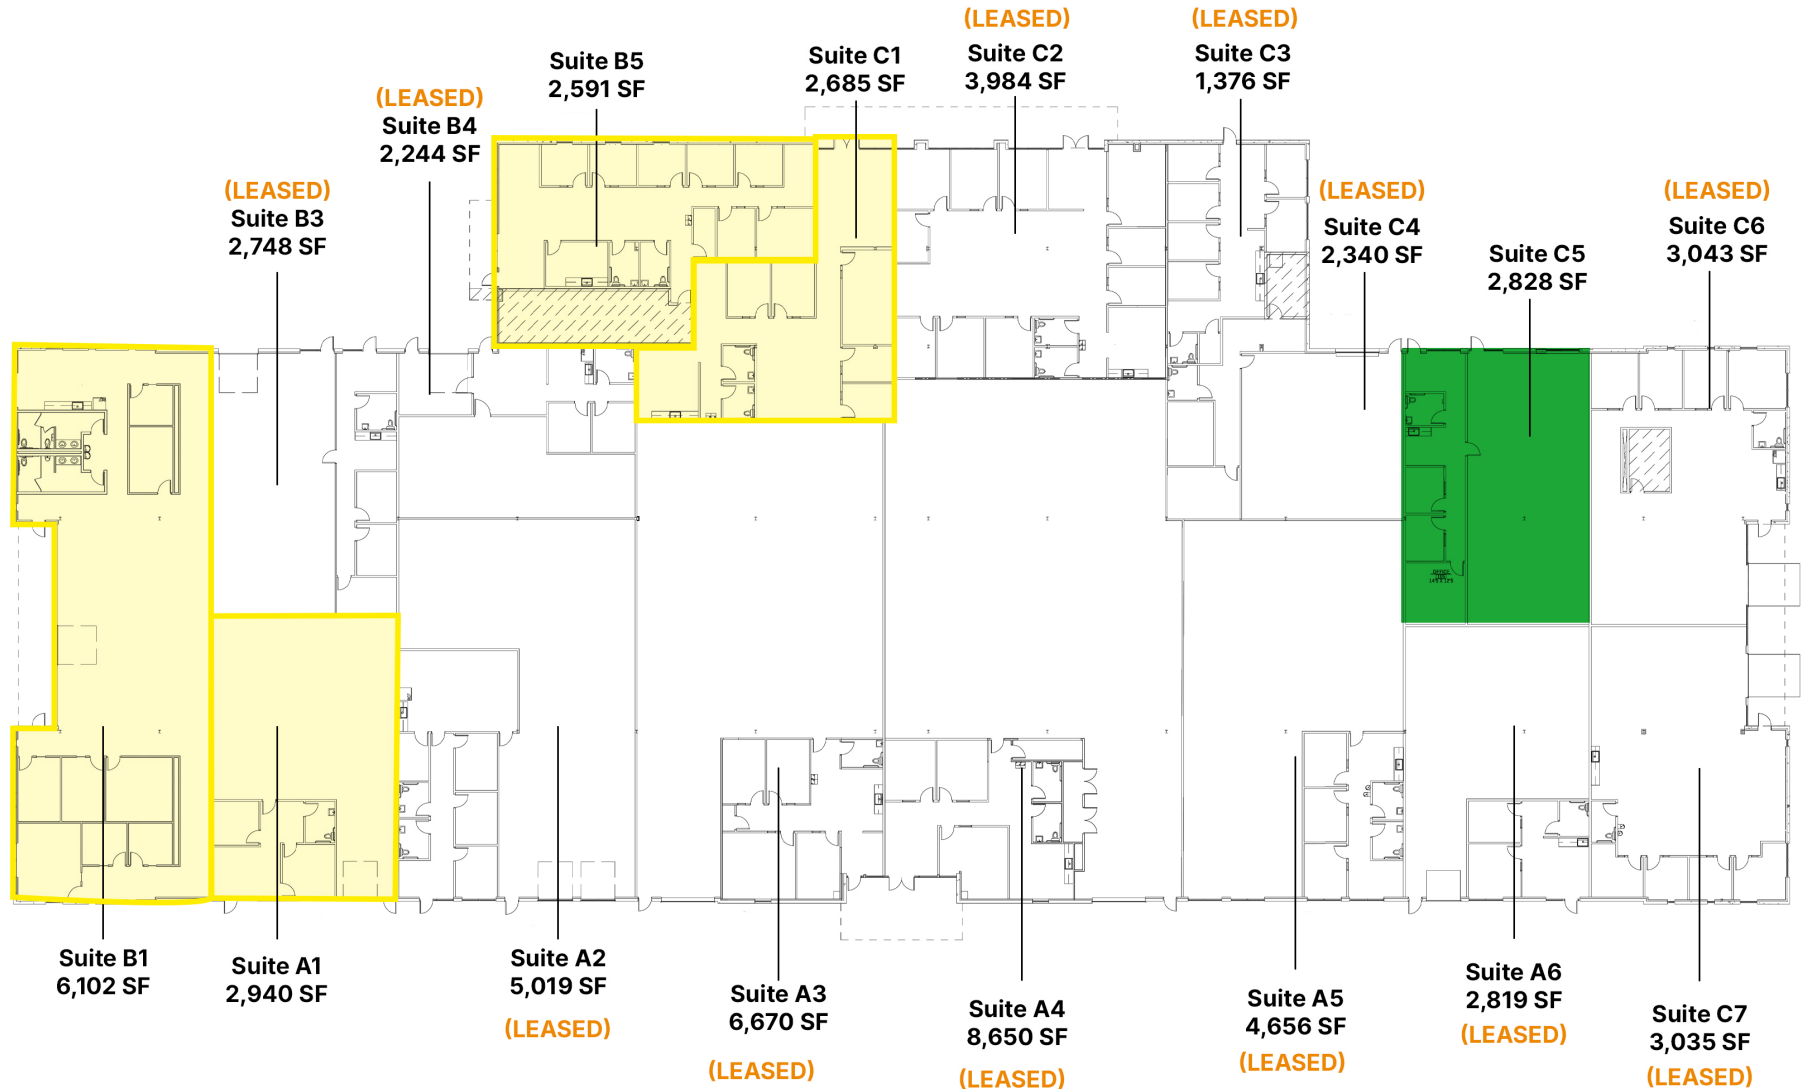 (LEASED)
Suite C2
3,984 SF
(LEASED)
Suite C3
1,376 SF
Suite B5
2,591 SF
Suite C1
2,685 SF
(LEASED)
Suite B4
2,244 SF
(LEASED)
Suite B3
2,748 SF
(LEASED)
Suite C4
2,340 SF
(LEASED)
Suite C6
3,043 SF
Suite C5
2,828 SF
Suite B1
6,102 SF
Suite A1
2,940 SF
Suite A2
5,019 SF
(LEASED)
Suite A3
6,670 SF
(LEASED)
Suite A4
8,650 SF
(LEASED)
Suite A5
4,656 SF
(LEASED)
Suite A6
2,819 SF
(LEASED)
Suite C7
3,035 SF
(LEASED)